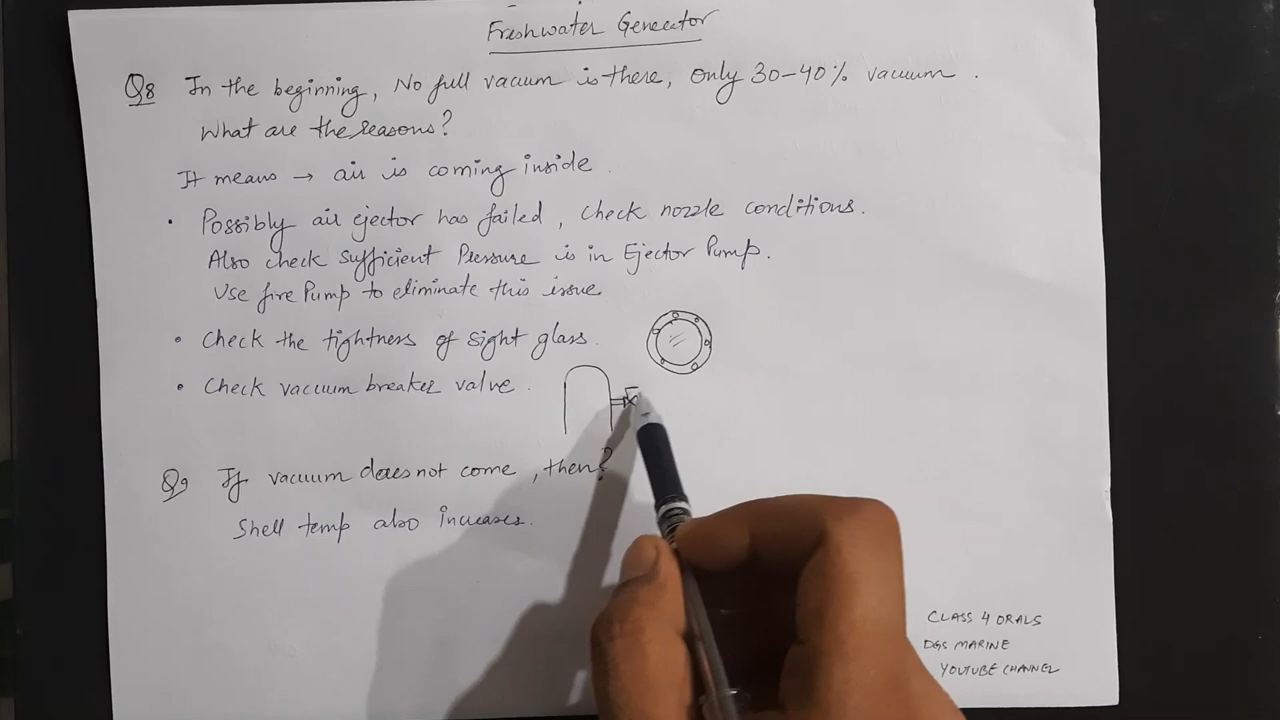 Freshwater Generator
Q8 In the beginning, No full vacuum is there, Only 30-40% vacuum.
What are the reasons?
It means → air is coming inside.
• Possibly air ejector has failed, Check nozzle conditions.
Also check sufficient Pressure is in Ejector Pump.
Use fire Pump to eliminate this issue
• Check the tightness of sight glass.
• Check vacuum breaker valve.
Q9 If vacuum does not come, then?
Shell temp also increases.
CLASS 4 ORALS
DGS MARINE
YOUTUBE CHANNEL